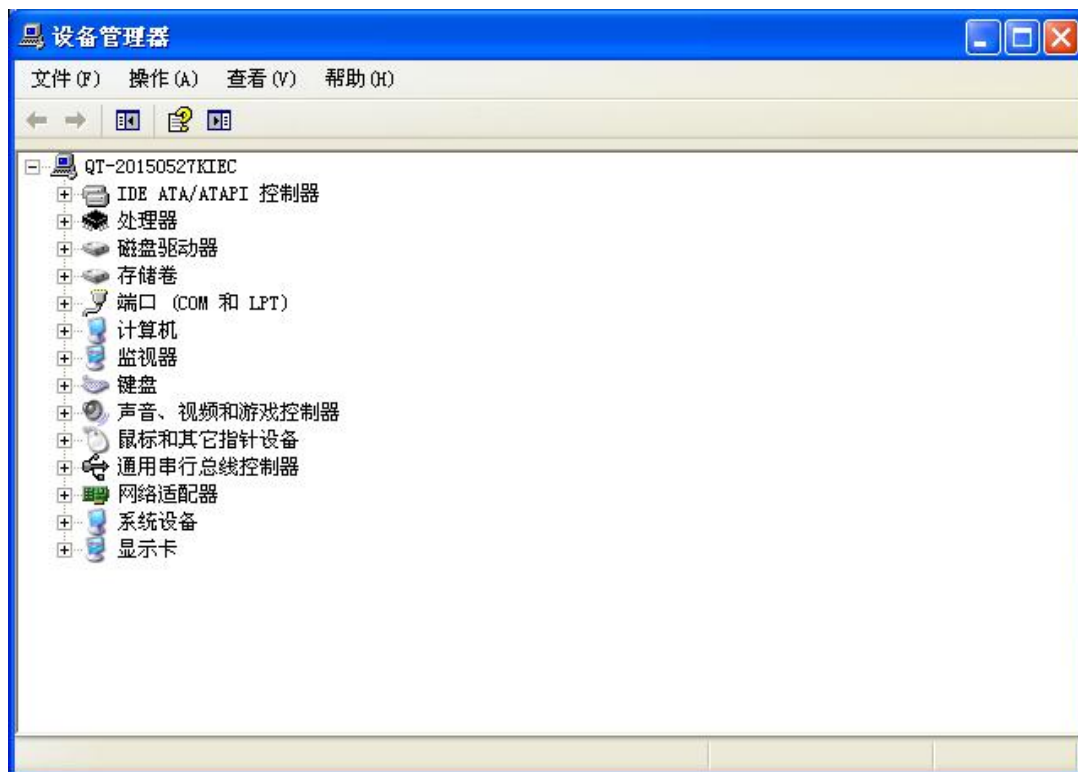 设备管理器
文件(F) 操作(A) 查看(V) 帮助(H)
QT-20150527KIEC
IDE ATA/ATAPI 控制器
处理器
磁盘驱动器
存储卷
端口 (COM 和 LPT)
计算机
监视器
键盘
声音、视频和游戏控制器
鼠标和其它指针设备
通用串行总线控制器
网络适配器
系统设备
显示卡